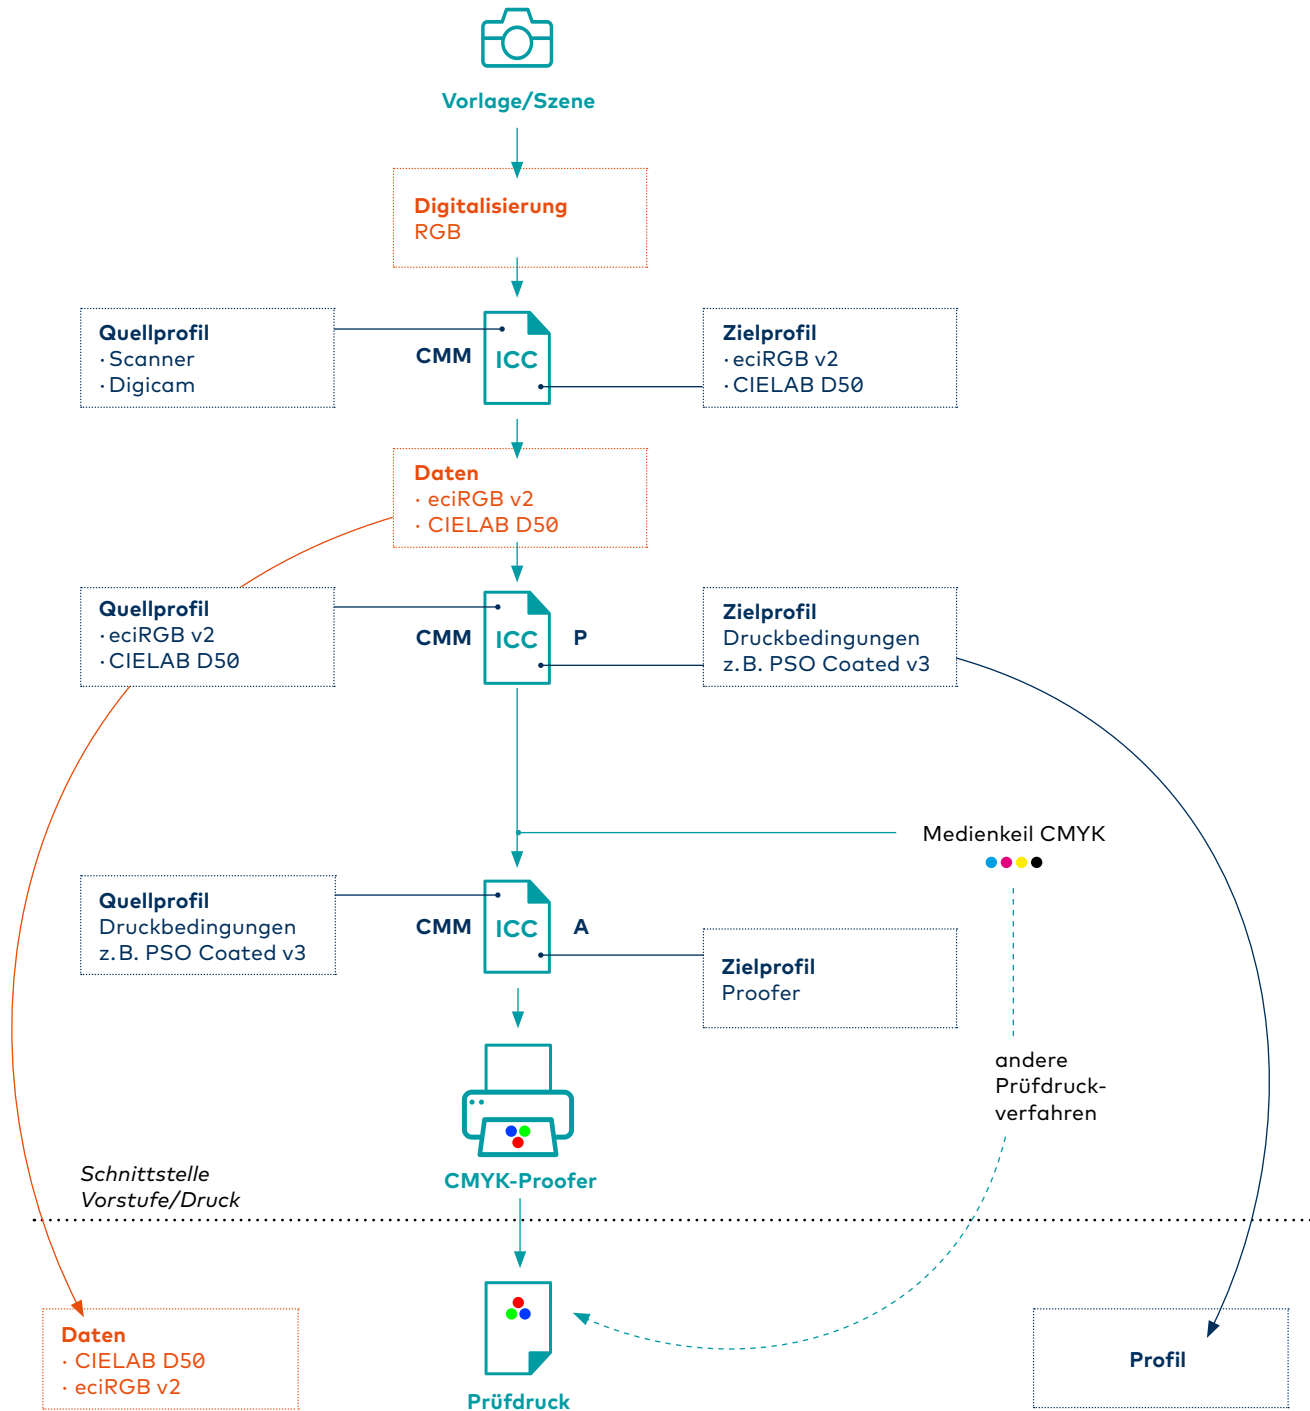 Vorlage/Szene
Digitalisierung
RGB
Quellprofil
· Scanner
· Digicam
CMM
ICC
Zielprofil
· eciRGB v2
· CIELAB D50
Daten
· eciRGB v2
· CIELAB D50
Quellprofil
· eciRGB v2
· CIELAB D50
CMM
ICC
P
Zielprofil
Druckbedingungen
z.B. PSO Coated v3
Medienkeil CMYK
Quellprofil
Druckbedingungen
z.B. PSO Coated v3
CMM
ICC
A
Zielprofil
Proofer
andere
Prüfdruck-
verfahren
CMYK-Proofer
Schnittstelle
Vorstufe/Druck
Daten
· CIELAB D50
· eciRGB v2
Prüfdruck
Profil